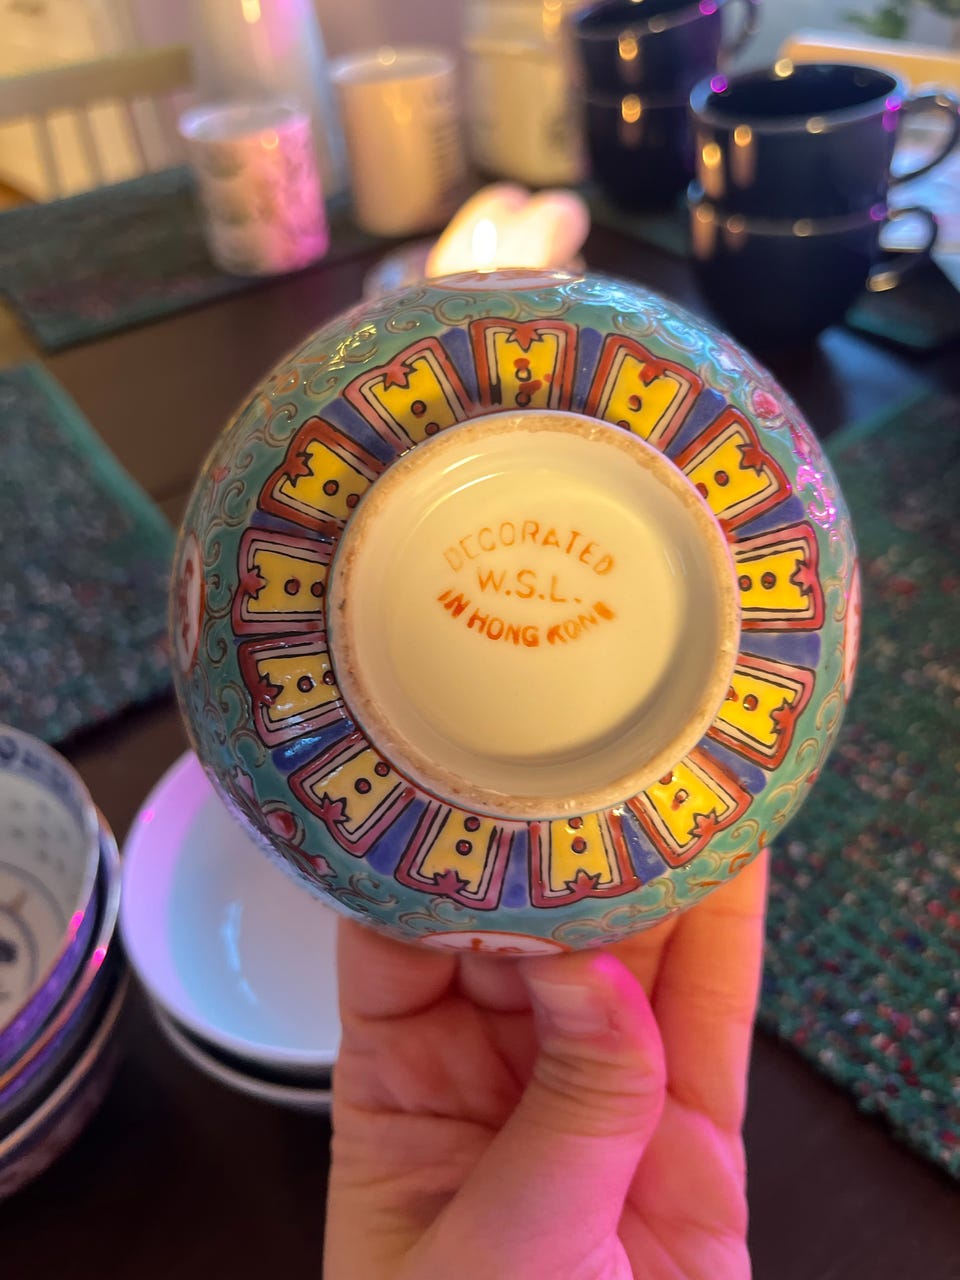 DECORATED
W.S.L.
IN HONG KONG